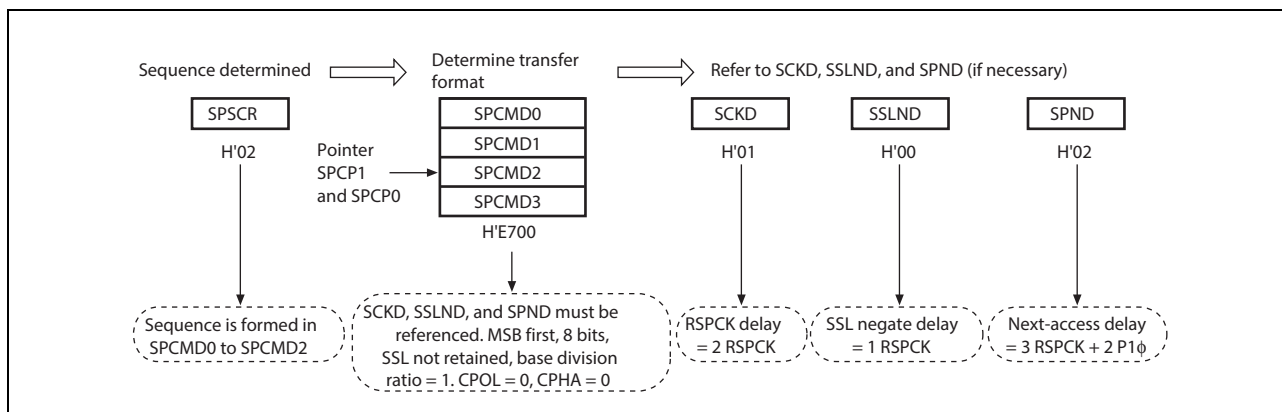 Sequence determined
Determine transfer
format
Refer to SCKD, SSLND, and SPND (if necessary)
SPSCR
H'02
Pointer
SPCP1
and SPCP0
SPCMD0
SPCMD1
SPCMD2
SPCMD3
H'E700
SCKD
H'01
SSLND
H'00
SPND
H'02
Sequence is formed in
SPCMD0 to SPCMD2
SCKD, SSLND, and SPND must be
referenced. MSB first, 8 bits,
SSL not retained, base division
ratio = 1. CPOL = 0, CPHA = 0
RSPCK delay
= 2 RSPCK
SSL negate delay
= 1 RSPCK
Next-access delay
= 3 RSPCK + 2 P1ϕ